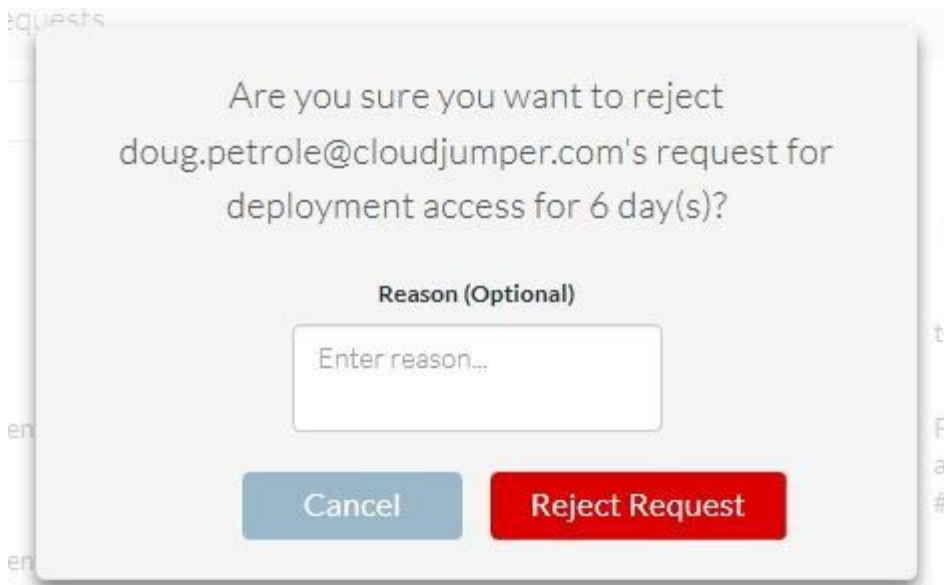 equests
Are you sure you want to reject
doug.petrole@cloudjumper.com's request for
deployment access for 6 day(s)?
Reason (Optional)
Enter reason...
Cancel
Reject Request